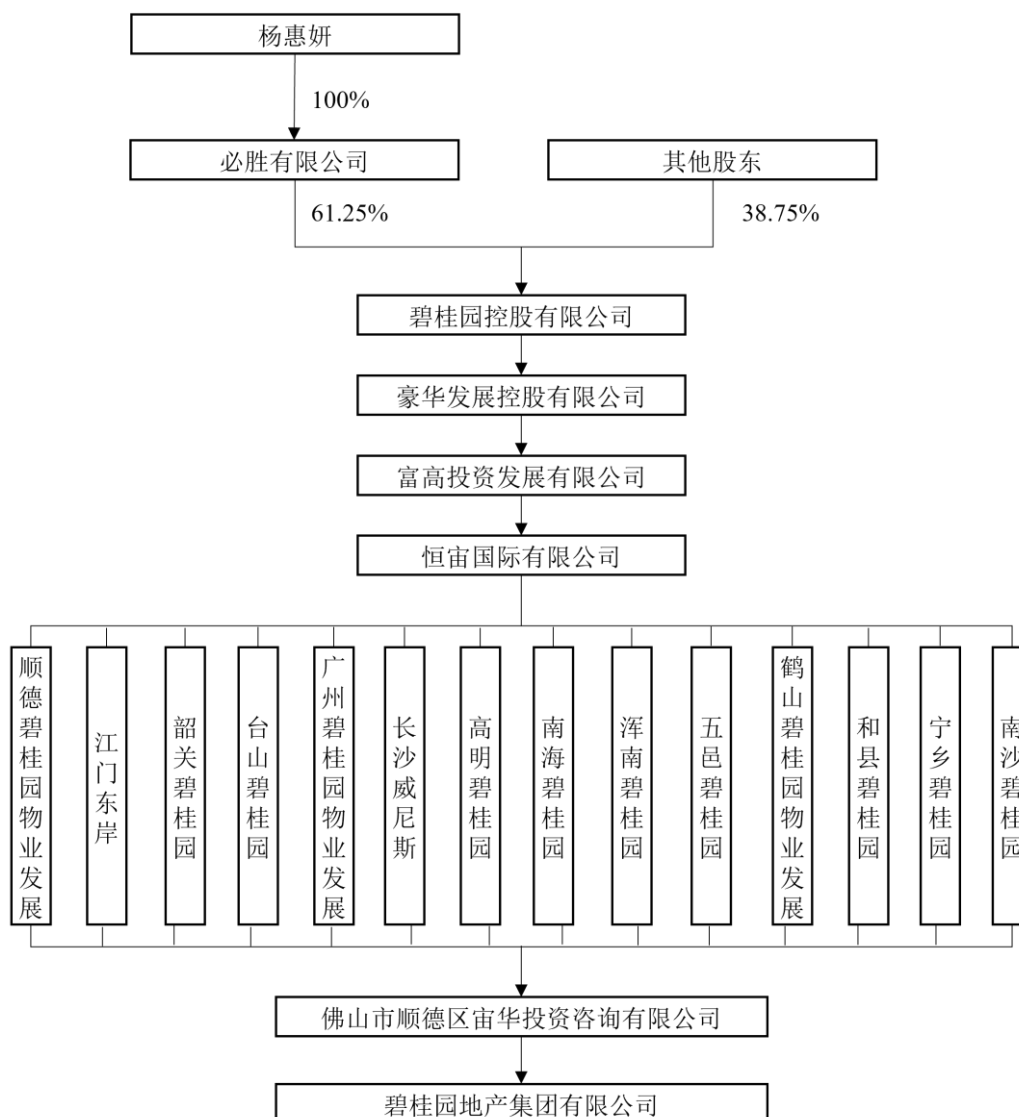 杨惠妍
100%
必胜有限公司
其他股东
61.25%
38.75%
碧桂园控股有限公司
豪华发展控股有限公司
富高投资发展有限公司
恒宙国际有限公司
顺德碧桂园物业发展
江门东岸
韶关碧桂园
台山碧桂园
广州碧桂园物业发展
长沙威尼斯
高明碧桂园
南海碧桂园
浑南碧桂园
五邑碧桂园
鹤山碧桂园物业发展
和县碧桂园
宁乡碧桂园
南沙碧桂园
佛山市顺德区宙华投资咨询有限公司
碧桂园地产集团有限公司